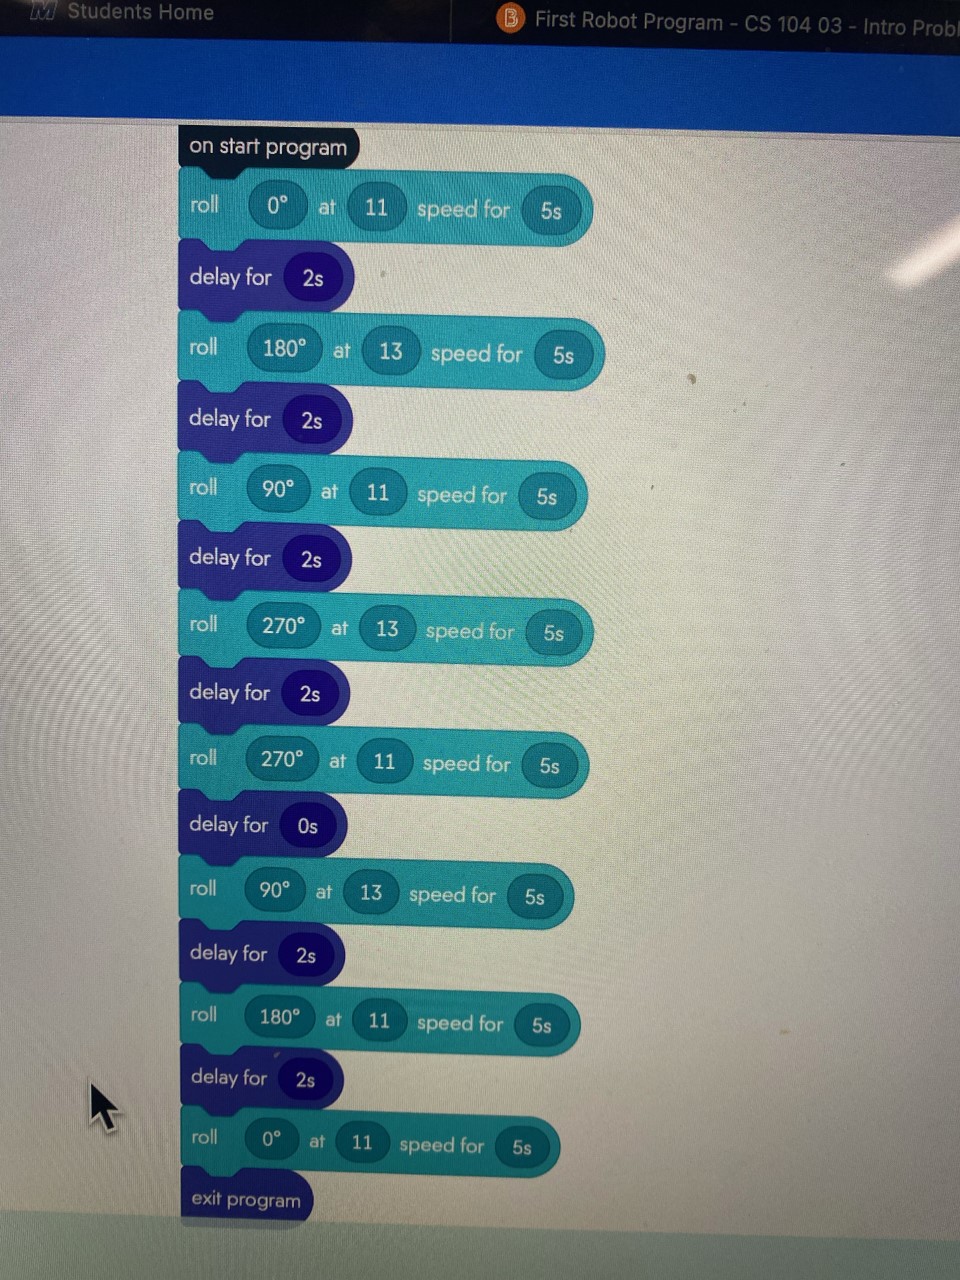 Students Home
First Robot Program - CS 104 03 - Intro Probl
on start program
roll 0° at 11 speed for 5s
delay for 2s
roll 180° at 13 speed for 5s
delay for 2s
roll 90° at 11 speed for 5s
delay for 2s
roll 270° at 13 speed for 5s
delay for 2s
roll 270° at 11 speed for 5s
delay for 0s
roll 90° at 13 speed for 5s
delay for 2s
roll 180° at 11 speed for 5s
delay for 2s
roll 0° at 11 speed for 5s
exit program